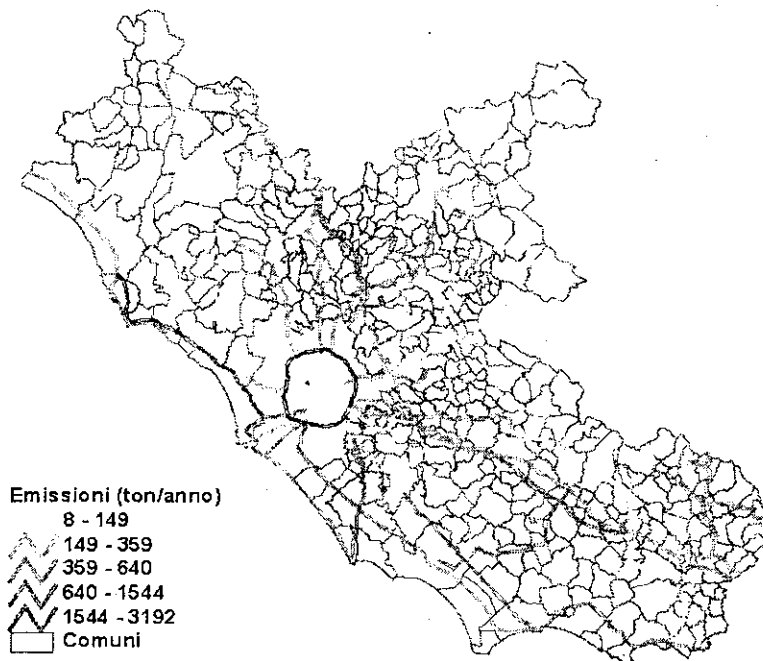 Emissioni (ton/anno)
8 - 149
149 - 359
359 - 640
640 - 1544
1544 - 3192
Comuni